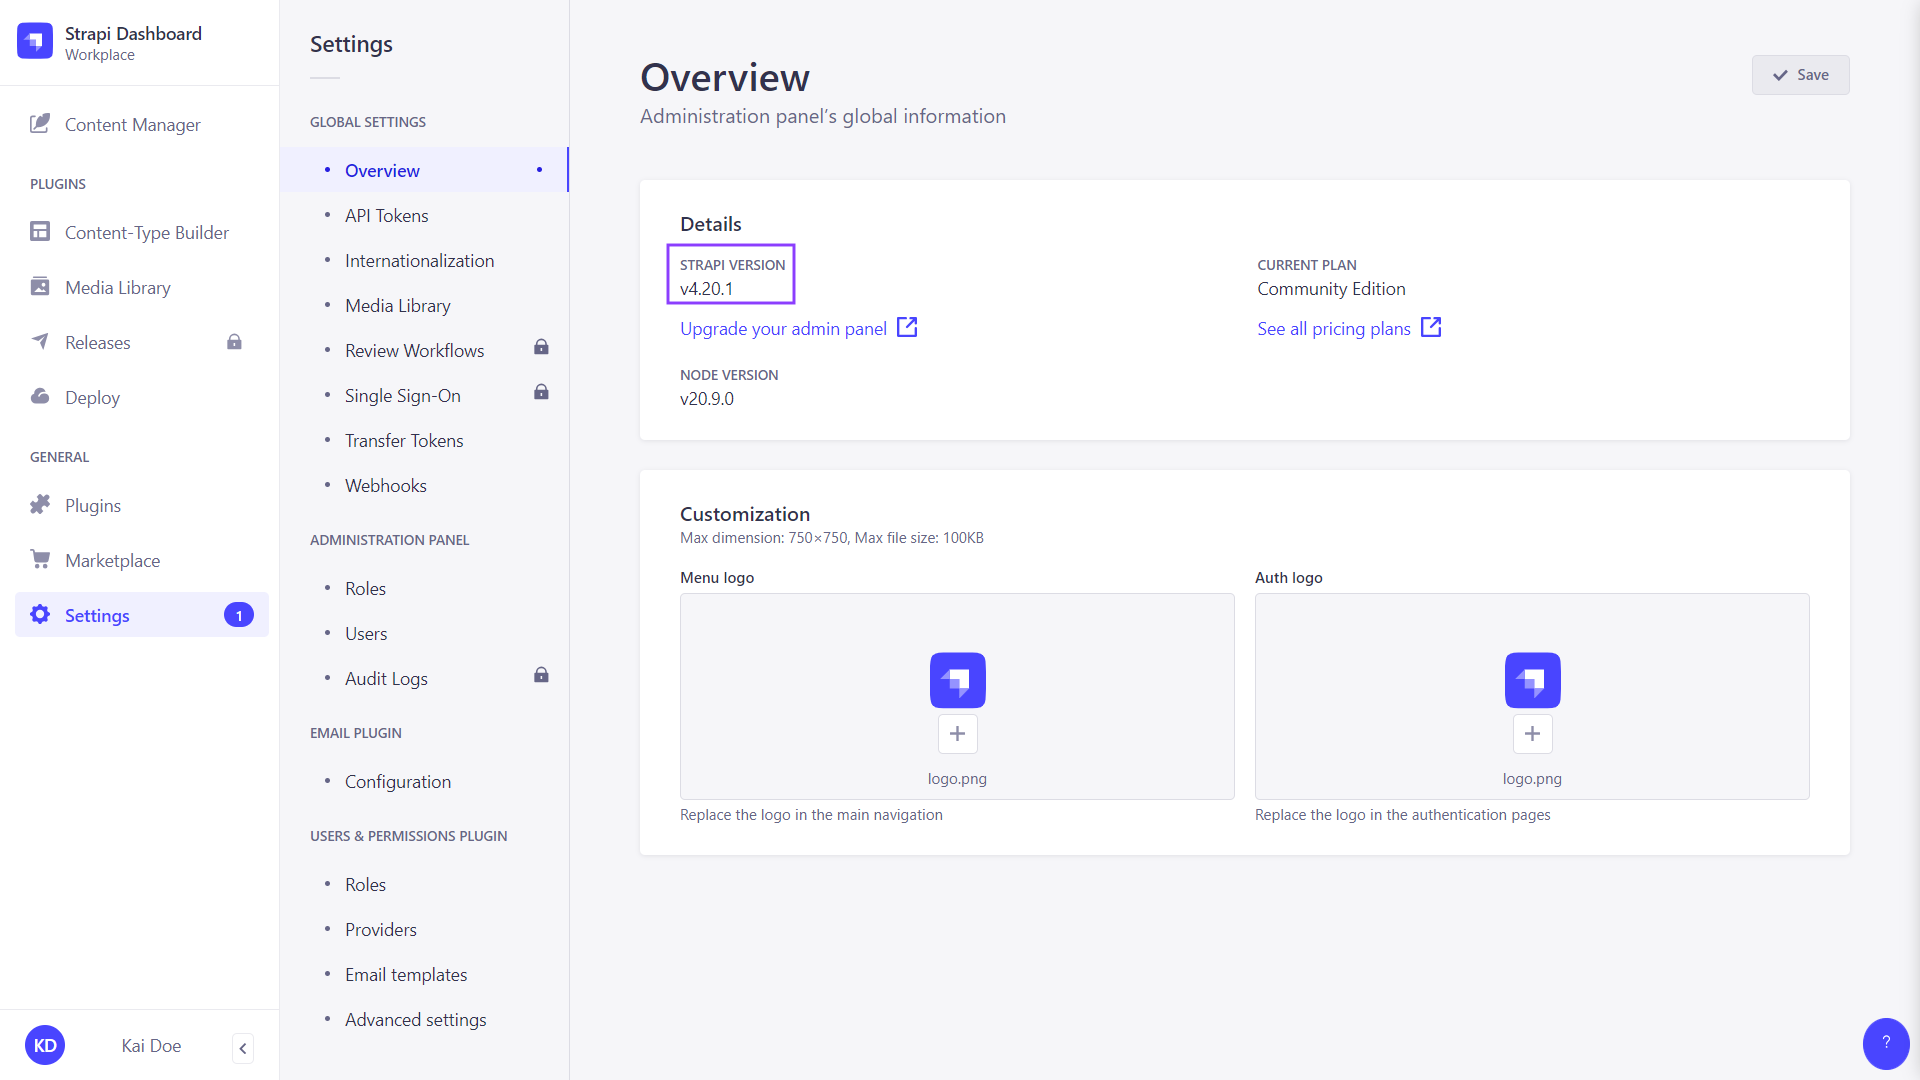 Strapi Dashboard
Workplace
Content Manager
PLUGINS
Content-Type Builder
Media Library
Releases
Deploy
GENERAL
Plugins
Marketplace
Settings
1
KD
Kai Doe
Settings
GLOBAL SETTINGS
Overview
API Tokens
Internationalization
Media Library
Review Workflows
Single Sign-On
Transfer Tokens
Webhooks
ADMINISTRATION PANEL
Roles
Users
Audit Logs
EMAIL PLUGIN
Configuration
USERS & PERMISSIONS PLUGIN
Roles
Providers
Email templates
Advanced settings
Overview
Administration panel’s global information
Save
Details
STRAPI VERSION
v4.20.1
Upgrade your admin panel
CURRENT PLAN
Community Edition
See all pricing plans
NODE VERSION
v20.9.0
Customization
Max dimension: 750×750, Max file size: 100KB
Menu logo
logo.png
Replace the logo in the main navigation
Auth logo
logo.png
Replace the logo in the authentication pages
?